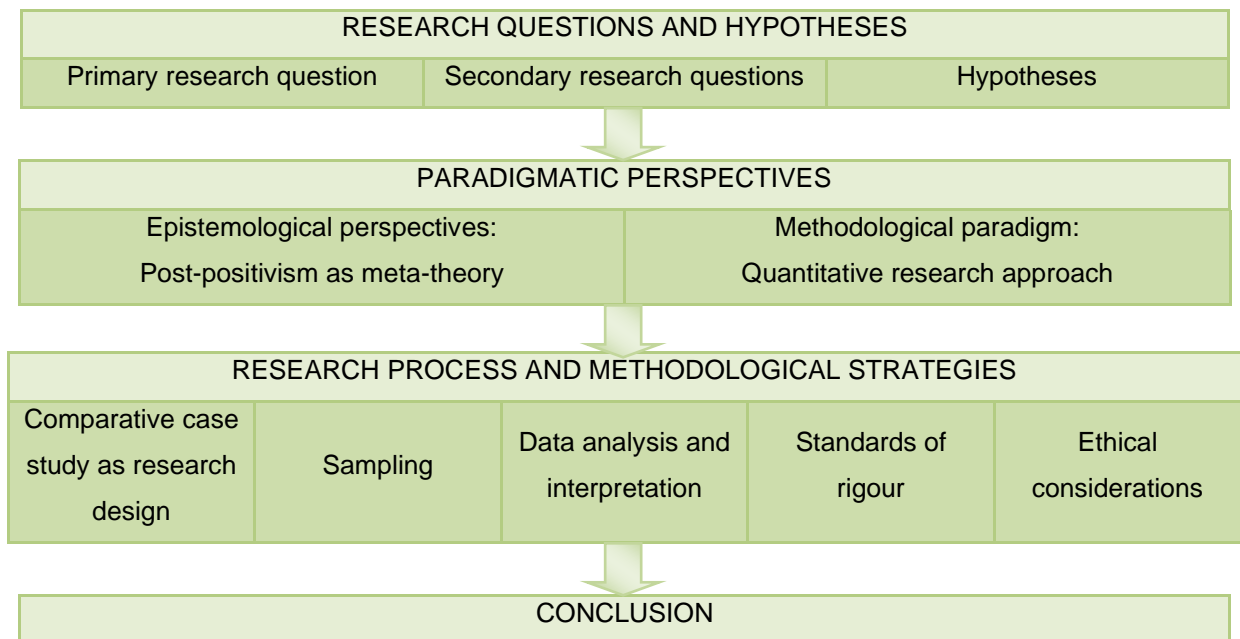 RESEARCH QUESTIONS AND HYPOTHESES
Primary research question
Secondary research questions
Hypotheses
PARADIGMATIC PERSPECTIVES
Epistemological perspectives:
Post-positivism as meta-theory
Methodological paradigm:
Quantitative research approach
RESEARCH PROCESS AND METHODOLOGICAL STRATEGIES
Comparative case
study as research
design
Sampling
Data analysis and
interpretation
Standards of
rigour
Ethical
considerations
CONCLUSION